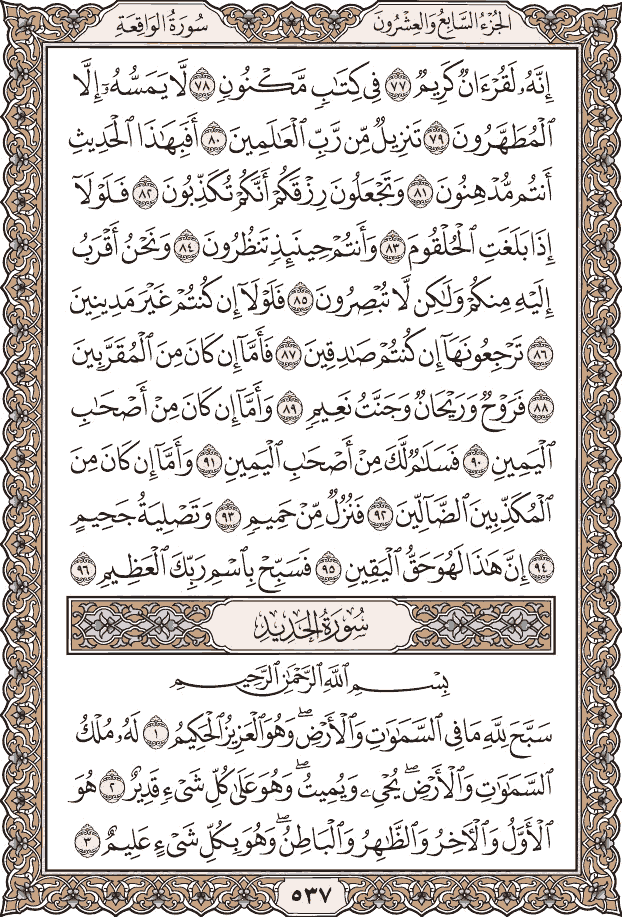 الجزء السابع والعشرون
سورة الواقعة
إِنَّهُۥ لَقُرْءَانٌ كَرِيمٌ ٧٧ فِى كِتَٰبٍ مَّكْنُونٍ ٧٨ لَّا يَمَسُّهُۥٓ إِلَّا
ٱلْمُطَهَّرُونَ ٧٩ تَنزِيلٌ مِّن رَّبِّ ٱلْعَٰلَمِينَ ٨٠ أَفَبِهَٰذَا ٱلْحَدِيثِ
أَنتُم مُّدْهِنُونَ ٨١ وَتَجْعَلُونَ رِزْقَكُمْ أَنَّكُمْ تُكَذِّبُونَ ٨٢ فَلَوْلَآ
إِذَا بَلَغَتِ ٱلْحُلْقُومَ ٨٣ وَأَنتُمْ حِينَئِذٍ تَنظُرُونَ ٨٤ وَنَحْنُ أَقْرَبُ
إِلَيْهِ مِنكُمْ وَلَٰكِن لَّا تُبْصِرُونَ ٨٥ فَلَوْلَآ إِن كُنتُمْ غَيْرَ مَدِينِينَ
٨٦ تَرْجِعُونَهَآ إِن كُنتُمْ صَٰدِقِينَ ٨٧ فَأَمَّآ إِن كَانَ مِنَ ٱلْمُقَرَّبِينَ
٨٨ فَرَوْحٌ وَرَيْحَانٌ وَجَنَّتُ نَعِيمٍ ٨٩ وَأَمَّآ إِن كَانَ مِنْ أَصْحَٰبِ
ٱلْيَمِينِ ٩٠ فَسَلَٰمٌ لَّكَ مِنْ أَصْحَٰبِ ٱلْيَمِينِ ٩١ وَأَمَّآ إِن كَانَ مِنَ
ٱلْمُكَذِّبِينَ ٱلضَّآلِّينَ ٩٢ فَنُزُلٌ مِّنْ حَمِيمٍ ٩٣ وَتَصْلِيَةُ جَحِيمٍ
٩٤ إِنَّ هَٰذَا لَهُوَ حَقُّ ٱلْيَقِينِ ٩٥ فَسَبِّحْ بِٱسْمِ رَبِّكَ ٱلْعَظِيمِ ٩٦
سورة الحديد
بِسْمِ ٱللَّهِ ٱلرَّحْمَٰنِ ٱلرَّحِيمِ
سَبَّحَ لِلَّهِ مَا فِى ٱلسَّمَٰوَٰتِ وَٱلْأَرْضِ ۖ وَهُوَ ٱلْعَزِيزُ ٱلْحَكِيمُ ١ لَهُۥ مُلْكُ
ٱلسَّمَٰوَٰتِ وَٱلْأَرْضِ ۖ يُحْىِۦ وَيُمِيتُ ۖ وَهُوَ عَلَىٰ كُلِّ شَىْءٍ قَدِيرٌ ٢ هُوَ
ٱلْأَوَّلُ وَٱلْءَاخِرُ وَٱلظَّٰهِرُ وَٱلْبَاطِنُ ۖ وَهُوَ بِكُلِّ شَىْءٍ عَلِيمٌ ٣
٥٣٧